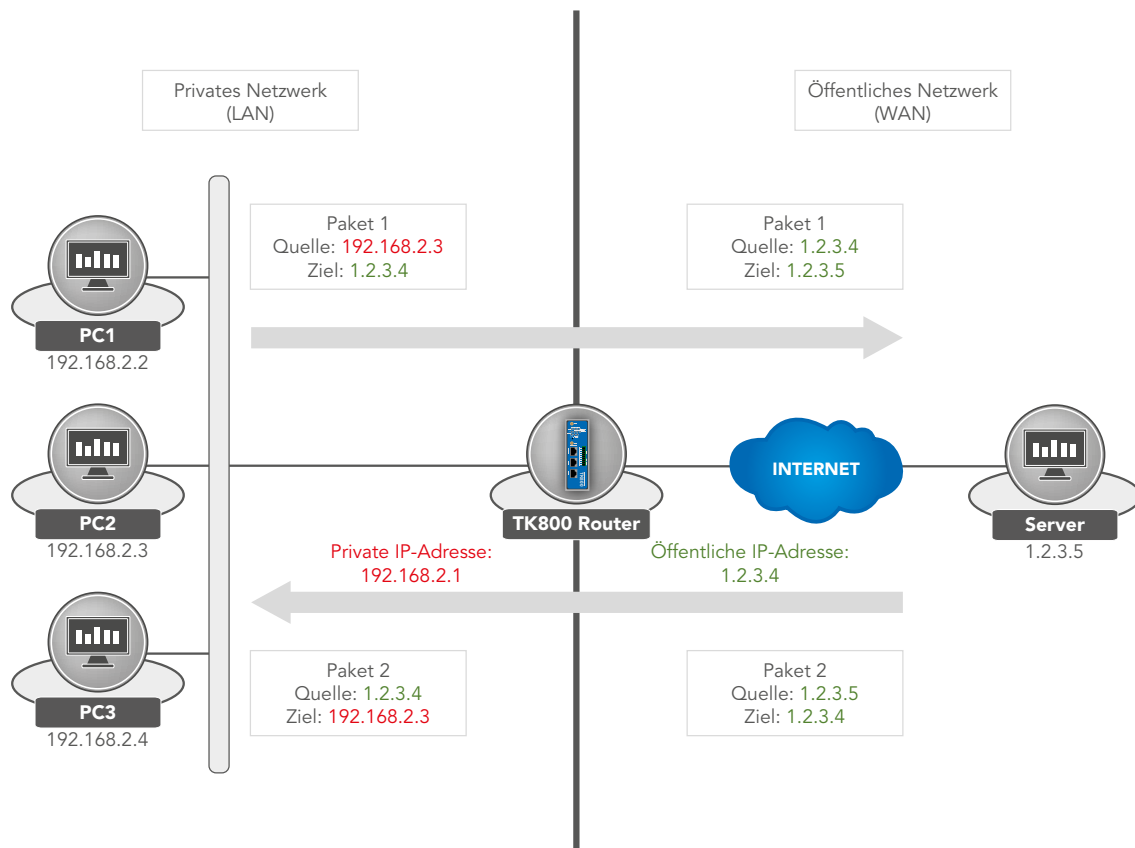 Privates Netzwerk
(LAN)
Öffentliches Netzwerk
(WAN)
Paket 1
Quelle: 192.168.2.3
Ziel: 1.2.3.4
Paket 1
Quelle: 1.2.3.4
Ziel: 1.2.3.5
PC1
192.168.2.2
PC2
192.168.2.3
TK800 Router
INTERNET
Server
1.2.3.5
Private IP-Adresse:
192.168.2.1
Öffentliche IP-Adresse:
1.2.3.4
PC3
192.168.2.4
Paket 2
Quelle: 1.2.3.4
Ziel: 192.168.2.3
Paket 2
Quelle: 1.2.3.5
Ziel: 1.2.3.4